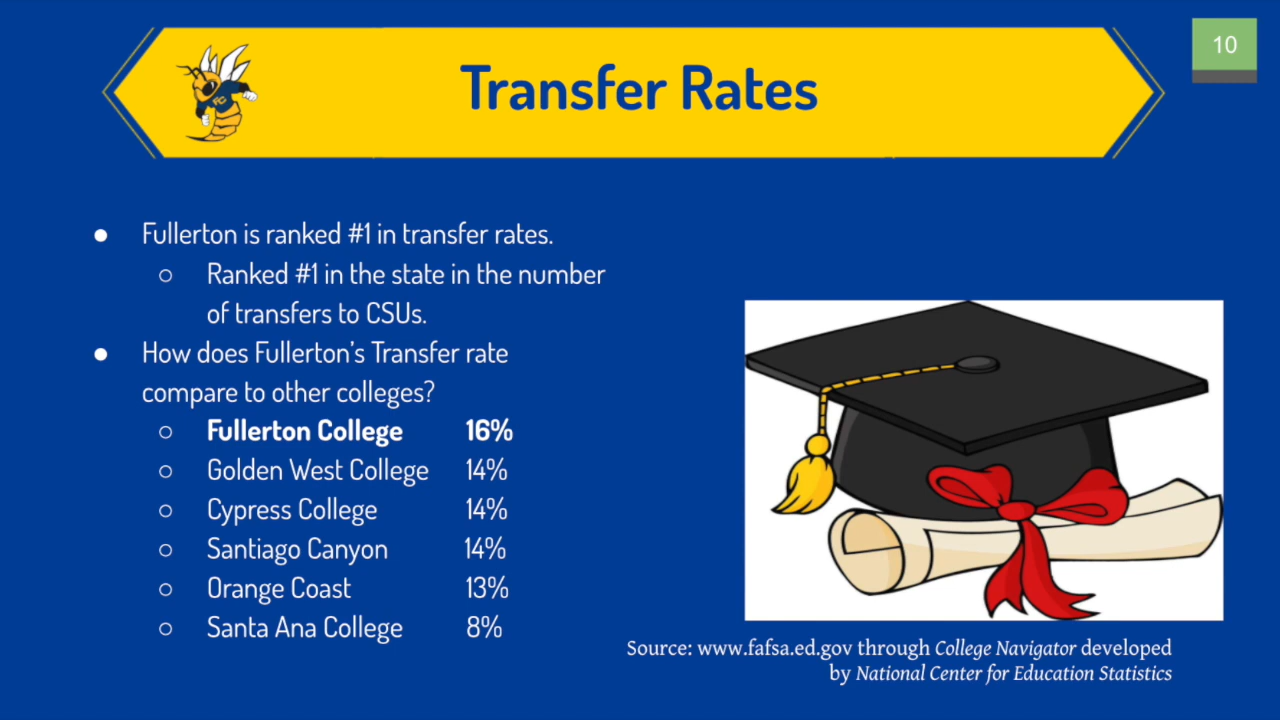 10
Transfer Rates
● Fullerton is ranked #1 in transfer rates.
○ Ranked #1 in the state in the number
of transfers to CSUs.
● How does Fullerton's Transfer rate
compare to other colleges?
○ Fullerton College 16%
○ Golden West College 14%
○ Cypress College 14%
○ Santiago Canyon 14%
○ Orange Coast 13%
○ Santa Ana College 8%
Source: www.fafsa.ed.gov through College Navigator developed
by National Center for Education Statistics